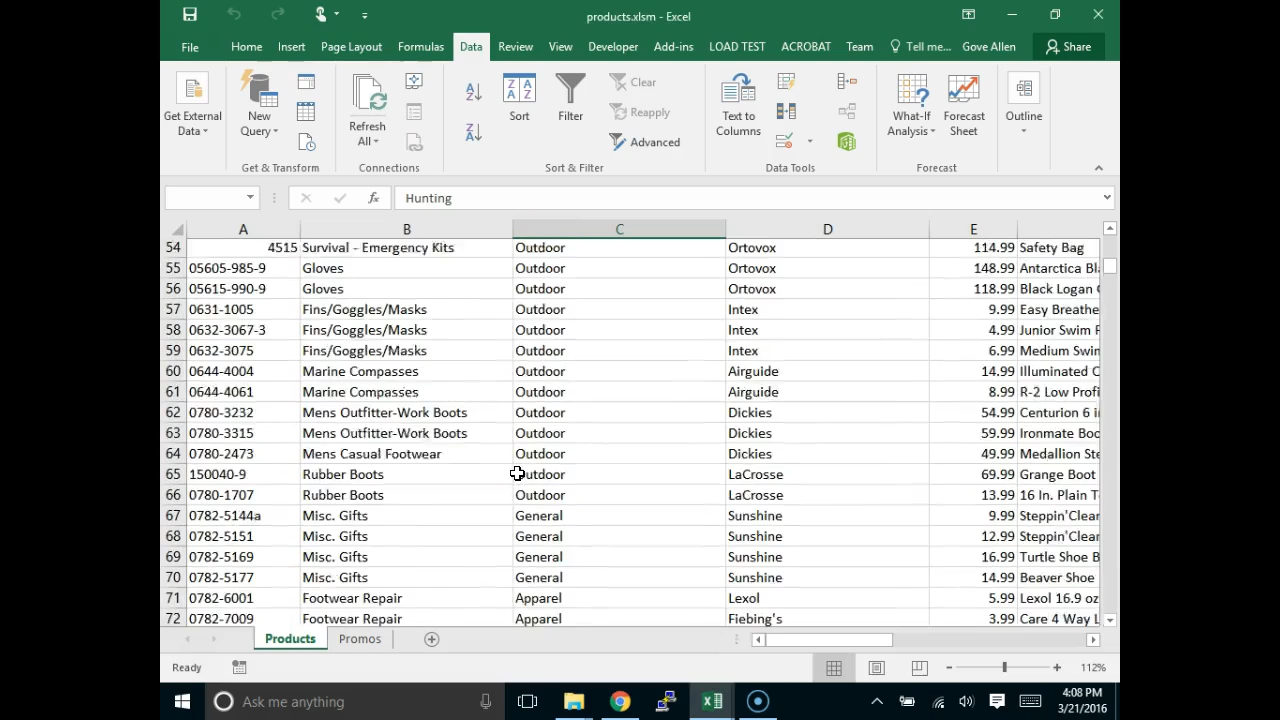 products.xlsm - Excel
File Home Insert Page Layout Formulas Data Review View Developer Add-ins LOAD TEST ACROBAT Team Tell me... Gove Allen Share
Get External Data
New Query
Refresh All
Sort
Filter
Clear
Reapply
Advanced
Text to Columns
What-If Analysis
Forecast Sheet
Outline
Get & Transform Connections Sort & Filter Data Tools Forecast
fx Hunting
A B C D E
54 4515 Survival - Emergency Kits Outdoor Ortovox 114.99 Safety Bag
55 05605-985-9 Gloves Outdoor Ortovox 148.99 Antarctica Bl
56 05615-990-9 Gloves Outdoor Ortovox 118.99 Black Logan
57 0631-1005 Fins/Goggles/Masks Outdoor Intex 9.99 Easy Breathe
58 0632-3067-3 Fins/Goggles/Masks Outdoor Intex 4.99 Junior Swim
59 0632-3075 Fins/Goggles/Masks Outdoor Intex 6.99 Medium Swim
60 0644-4004 Marine Compasses Outdoor Airguide 14.99 Illuminated C
61 0644-4061 Marine Compasses Outdoor Airguide 8.99 R-2 Low Profi
62 0780-3232 Mens Outfitter-Work Boots Outdoor Dickies 54.99 Centurion 6 i
63 0780-3315 Mens Outfitter-Work Boots Outdoor Dickies 59.99 Ironmate Boo
64 0780-2473 Mens Casual Footwear Outdoor Dickies 49.99 Medallion Ste
65 150040-9 Rubber Boots Outdoor LaCrosse 69.99 Grange Boot
66 0780-1707 Rubber Boots Outdoor LaCrosse 13.99 16 In. Plain T
67 0782-5144a Misc. Gifts General Sunshine 9.99 Steppin'Clean
68 0782-5151 Misc. Gifts General Sunshine 12.99 Steppin'Clean
69 0782-5169 Misc. Gifts General Sunshine 16.99 Turtle Shoe B
70 0782-5177 Misc. Gifts General Sunshine 14.99 Beaver Shoe
71 0782-6001 Footwear Repair Apparel Lexol 5.99 Lexol 16.9 oz
72 0782-7009 Footwear Repair Apparel Fiebing's 3.99 Care 4 Way L
Products Promos
Ready 112%
Ask me anything
4:08 PM
3/21/2016